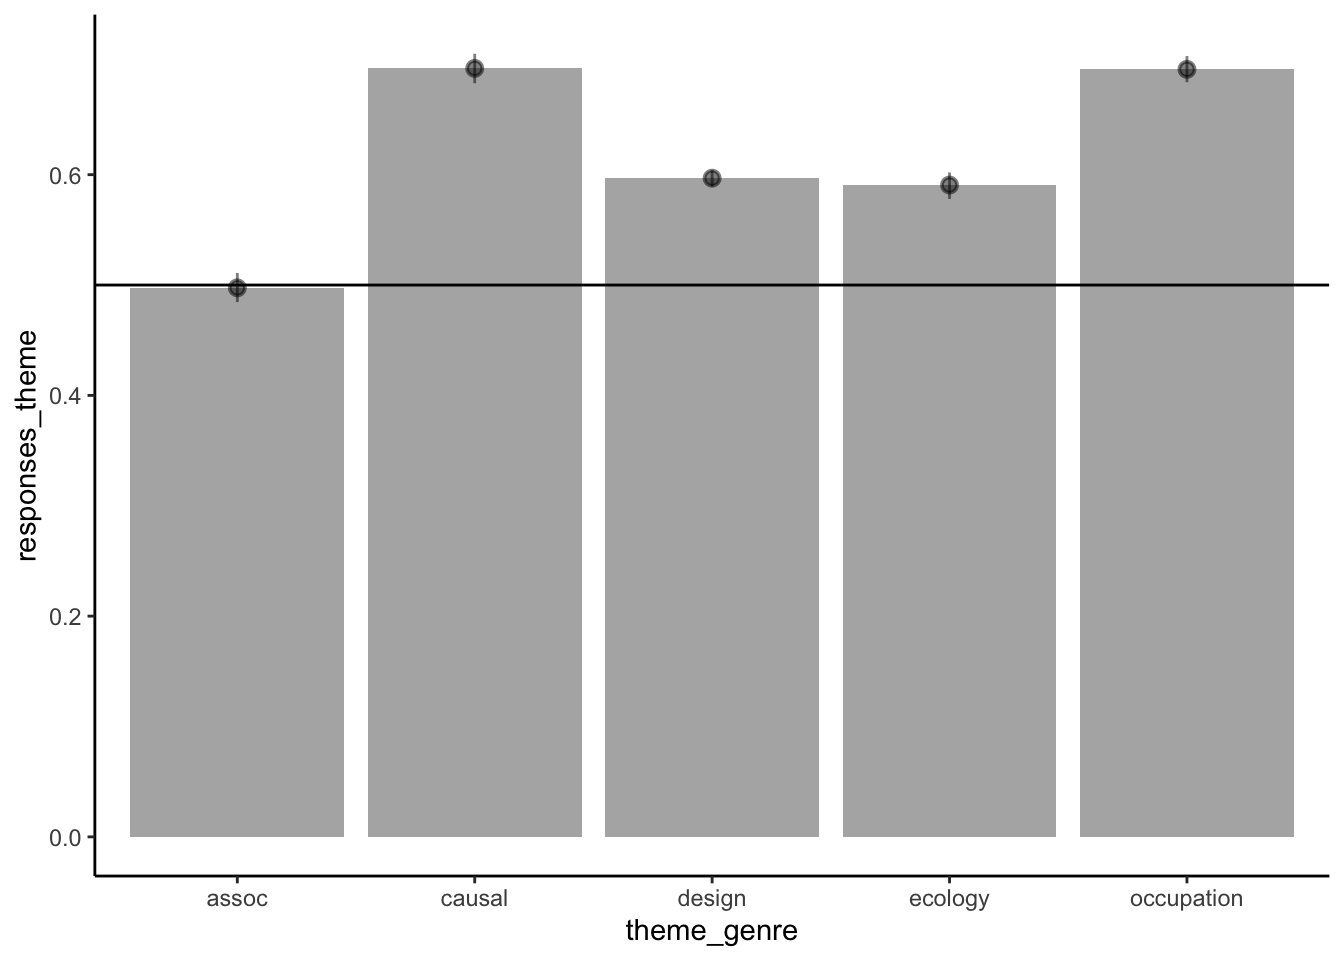 responses_theme
0.6
0.4
0.2
0.0
assoc causal design ecology occupation
theme_genre